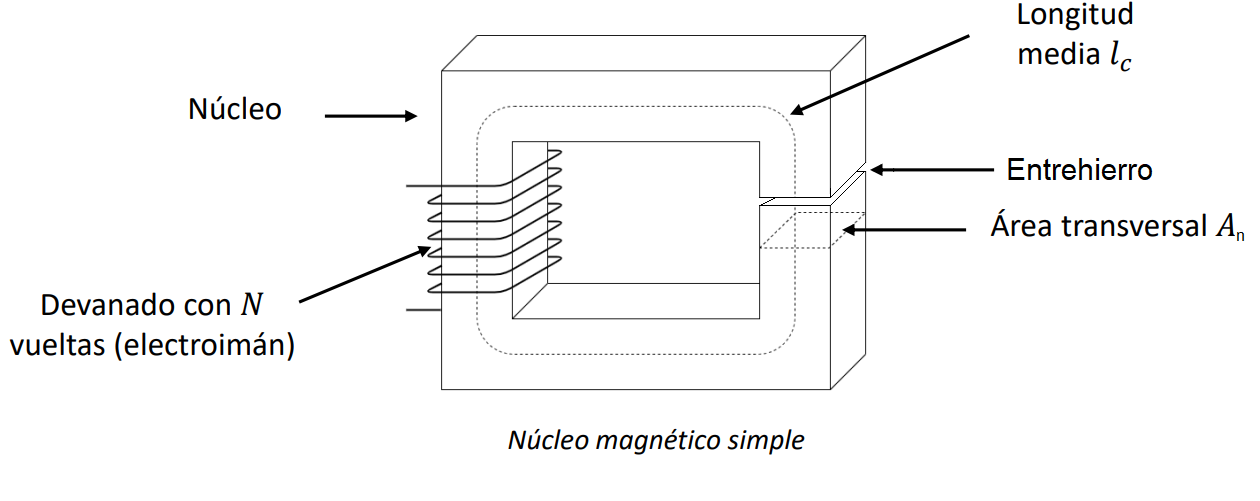 Longitud
media l_c
Núcleo
Entrehierro
Área transversal A_n
Devanado con N
vueltas (electroimán)
Núcleo magnético simple